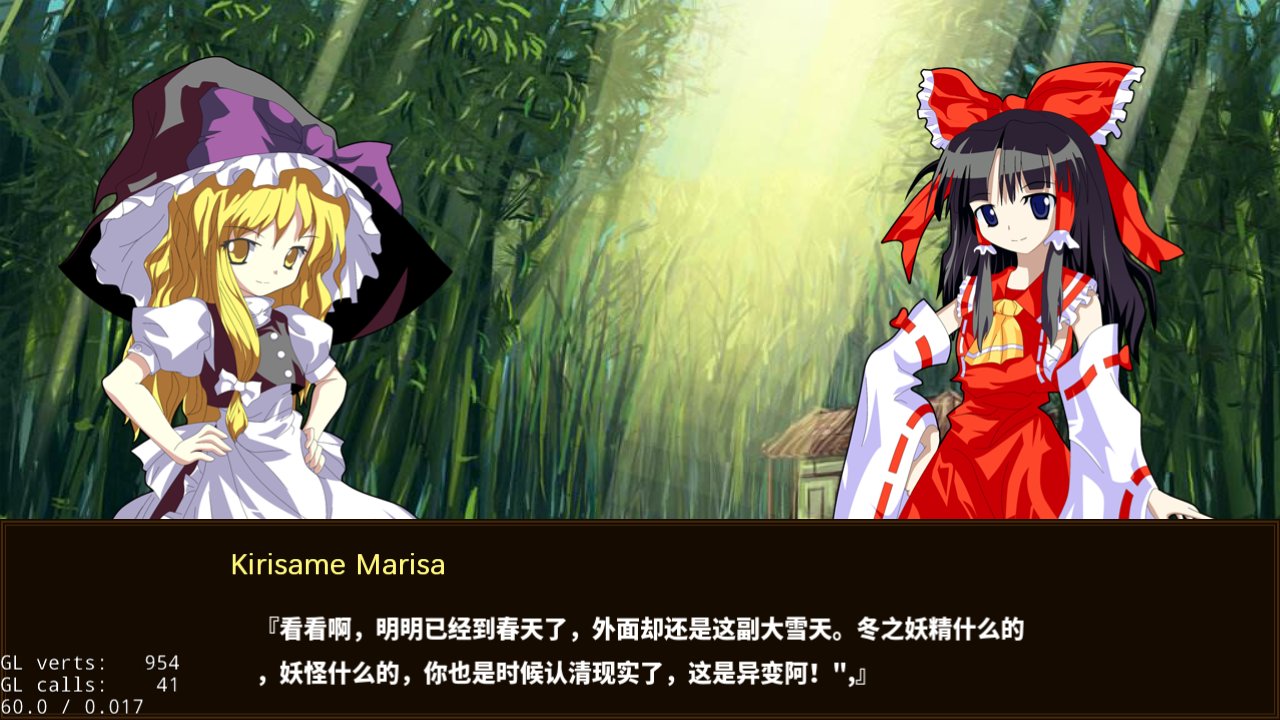 Kirisame Marisa
『看看啊，明明已经到春天了，外面却还是这副大雪天。冬之妖精什么的
，妖怪什么的，你也是时候认清现实了，这是异变阿！",』
GL verts: 954
GL calls: 41
60.0 / 0.017